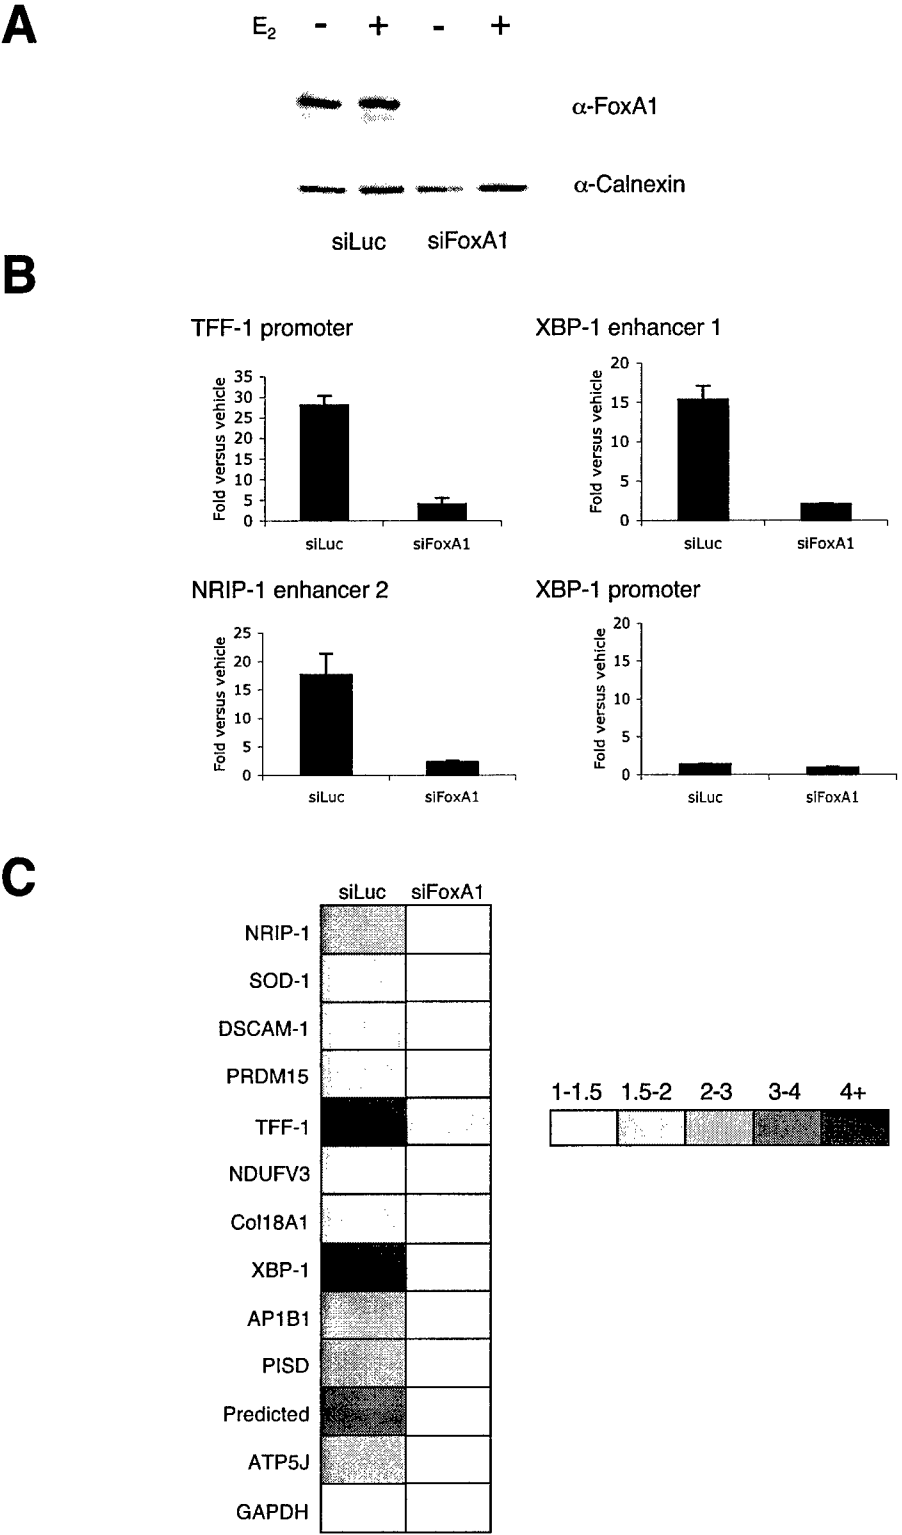 A
E2 - + - +
α-FoxA1
α-Calnexin
siLuc siFoxA1
B
TFF-1 promoter
Fold versus vehicle
35
30
25
20
15
10
5
0
siLuc siFoxA1
XBP-1 enhancer 1
Fold versus vehicle
20
15
10
5
0
siLuc siFoxA1
NRIP-1 enhancer 2
Fold versus vehicle
25
20
15
10
5
0
siLuc siFoxA1
XBP-1 promoter
Fold versus vehicle
20
15
10
5
0
siLuc siFoxA1
C
siLuc siFoxA1
NRIP-1
SOD-1
DSCAM-1
PRDM15
TFF-1
NDUFV3
Col18A1
XBP-1
AP1B1
PISD
Predicted
ATP5J
GAPDH
1-1.5 1.5-2 2-3 3-4 4+